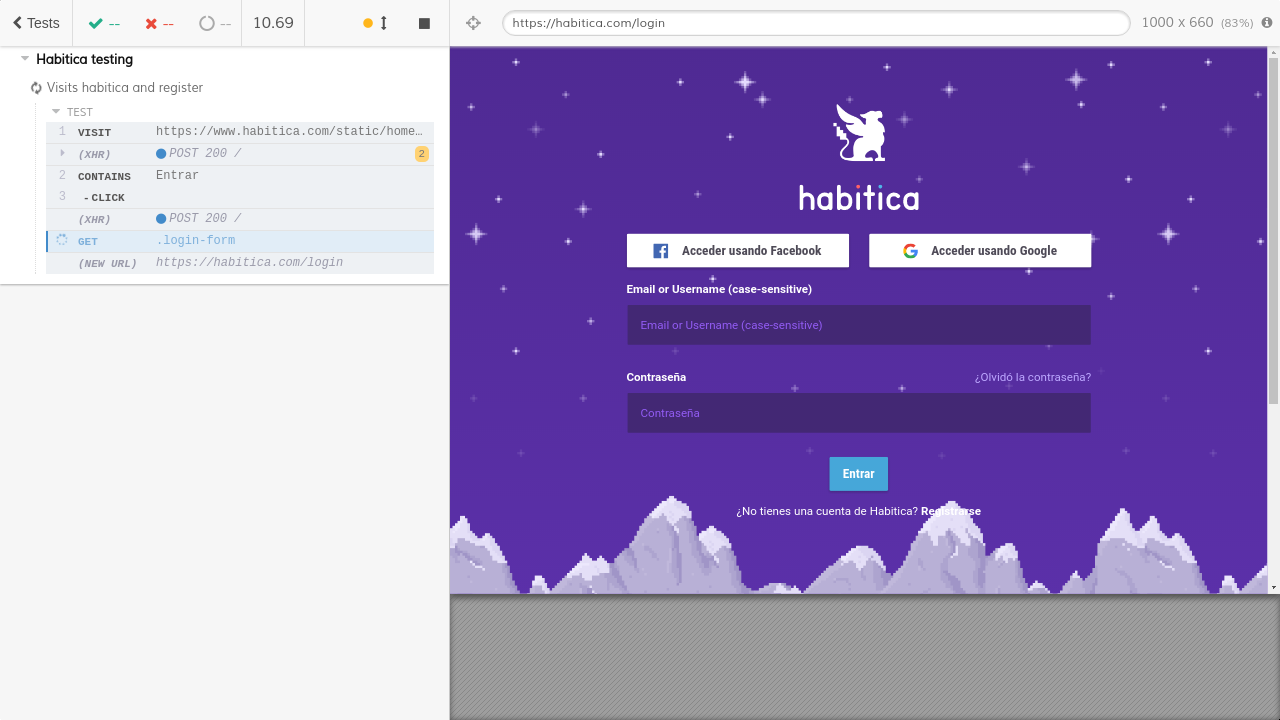 Tests
--
--
--
10.69
https://habitica.com/login
1000 x 660 (83%)
Habitica testing
Visits habitica and register
TEST
1 VISIT https://www.habitica.com/static/home…
(XHR) POST 200 / 2
2 CONTAINS Entrar
3 - CLICK
(XHR) POST 200 /
GET .login-form
(NEW URL) https://habitica.com/login
habitica
Acceder usando Facebook
Acceder usando Google
Email or Username (case-sensitive)
Email or Username (case-sensitive)
Contraseña
¿Olvidó la contraseña?
Contraseña
Entrar
¿No tienes una cuenta de Habitica? Registrarse